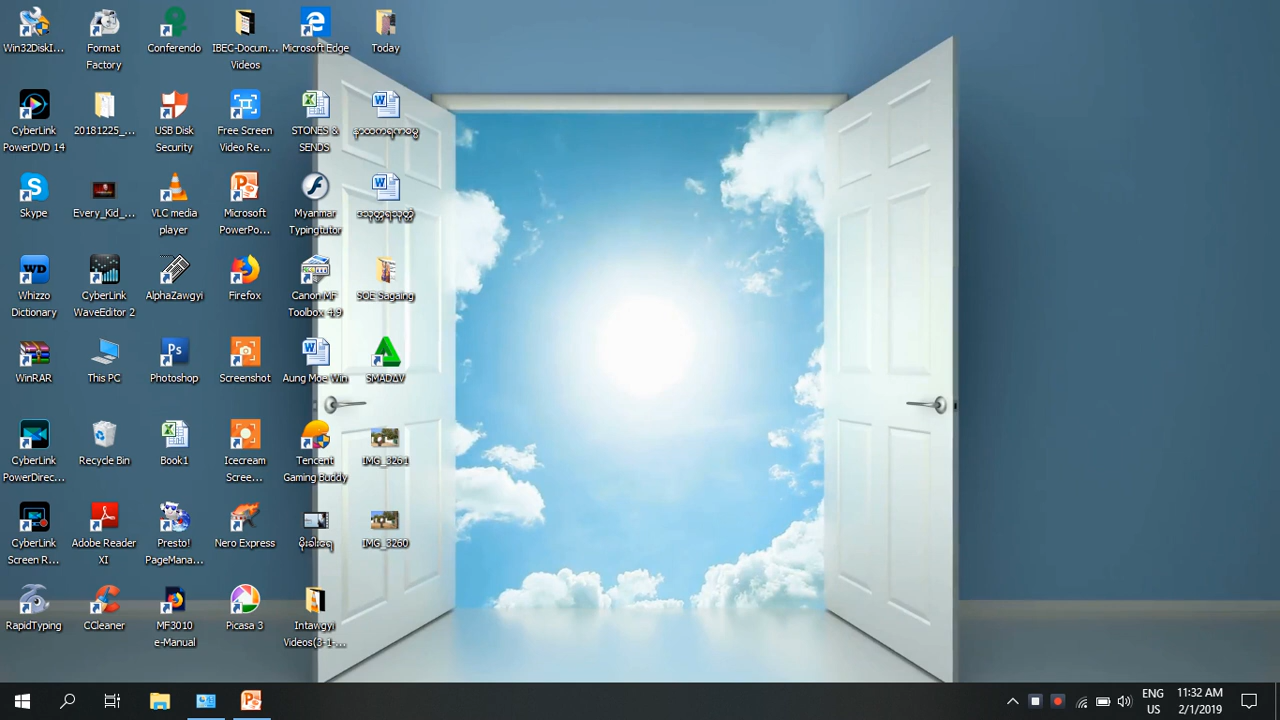 Win32DiskI...
Format
Factory
Conferendo
IBEC-Docum...
Videos
Microsoft Edge
Today
CyberLink
PowerDVD 14
20181225_...
USB Disk
Security
Free Screen
Video Re...
STONES &
SENDS
Skype
Every_Kid_...
VLC media
player
Microsoft
PowerPo...
Myanmar
Typingtutor
Whizzo
Dictionary
CyberLink
WaveEditor 2
AlphaZawgyi
Firefox
Canon MF
Toolbox 4.9
SOE Sagaing
WinRAR
This PC
Photoshop
Screenshot
Aung Moe Win
SMADΔV
CyberLink
PowerDirec...
Recycle Bin
Book1
Icecream
Scree...
Tencent
Gaming Buddy
IMG_3261
CyberLink
Screen R...
Adobe Reader
XI
Presto!
PageMana...
Nero Express
IMG_3260
RapidTyping
CCleaner
MF3010
e-Manual
Picasa 3
Intawgyi
Videos(3-1-...
ENG
US
11:32 AM
2/1/2019